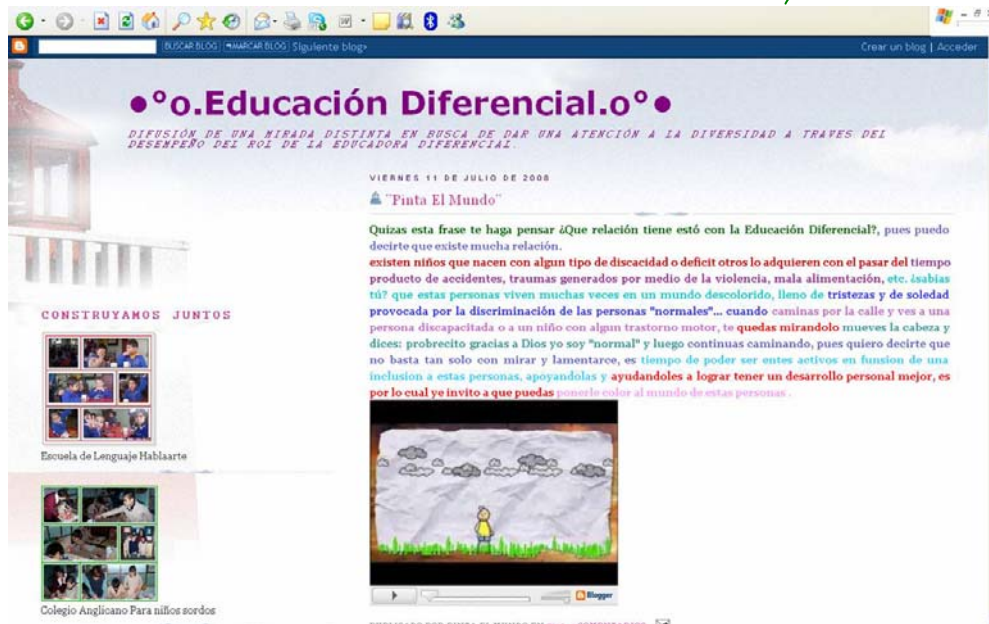 BUSCAR BLOG MARCAR BLOG Siguiente blog»
Crear un blog | Acceder
●°o.Educación Diferencial.o°●
DIFUSIÓN DE UNA MIRADA DISTINTA EN BUSCA DE DAR UNA ATENCIÓN A LA DIVERSIDAD A TRAVES DEL
DESEMPEÑO DEL ROL DE LA EDUCADORA DIFERENCIAL.
VIERNES 11 DE JULIO DE 2008
"Pinta El Mundo"
Quizas esta frase te haga pensar ¿Que relación tiene estó con la Educación Diferencial?, pues puedo
decirte que existe mucha relación.
existen niños que nacen con algun tipo de discacidad o deficit otros lo adquieren con el pasar del tiempo
producto de accidentes, traumas generados por medio de la violencia, mala alimentación, etc. ¿sabias
tú? que estas personas viven muchas veces en un mundo descolorido, lleno de tristezas y de soledad
provocada por la discriminación de las personas "normales"... cuando caminas por la calle y ves a una
persona discapacitada o a un niño con algun trastorno motor, te quedas mirandolo mueves la cabeza y
dices: probrecito gracias a Dios yo soy "normal" y luego continuas caminando, pues quiero decirte que
no basta tan solo con mirar y lamentarce, es tiempo de poder ser entes activos en funsion de una
inclusion a estas personas, apoyandolas y ayudandoles a lograr tener un desarrollo personal mejor, es
por lo cual ye invito a que puedas ponerle color al mundo de estas personas .
Blogger
CONSTRUYAMOS JUNTOS
Escuela de Lenguaje Hablaarte
Colegio Anglicano Para niños sordos